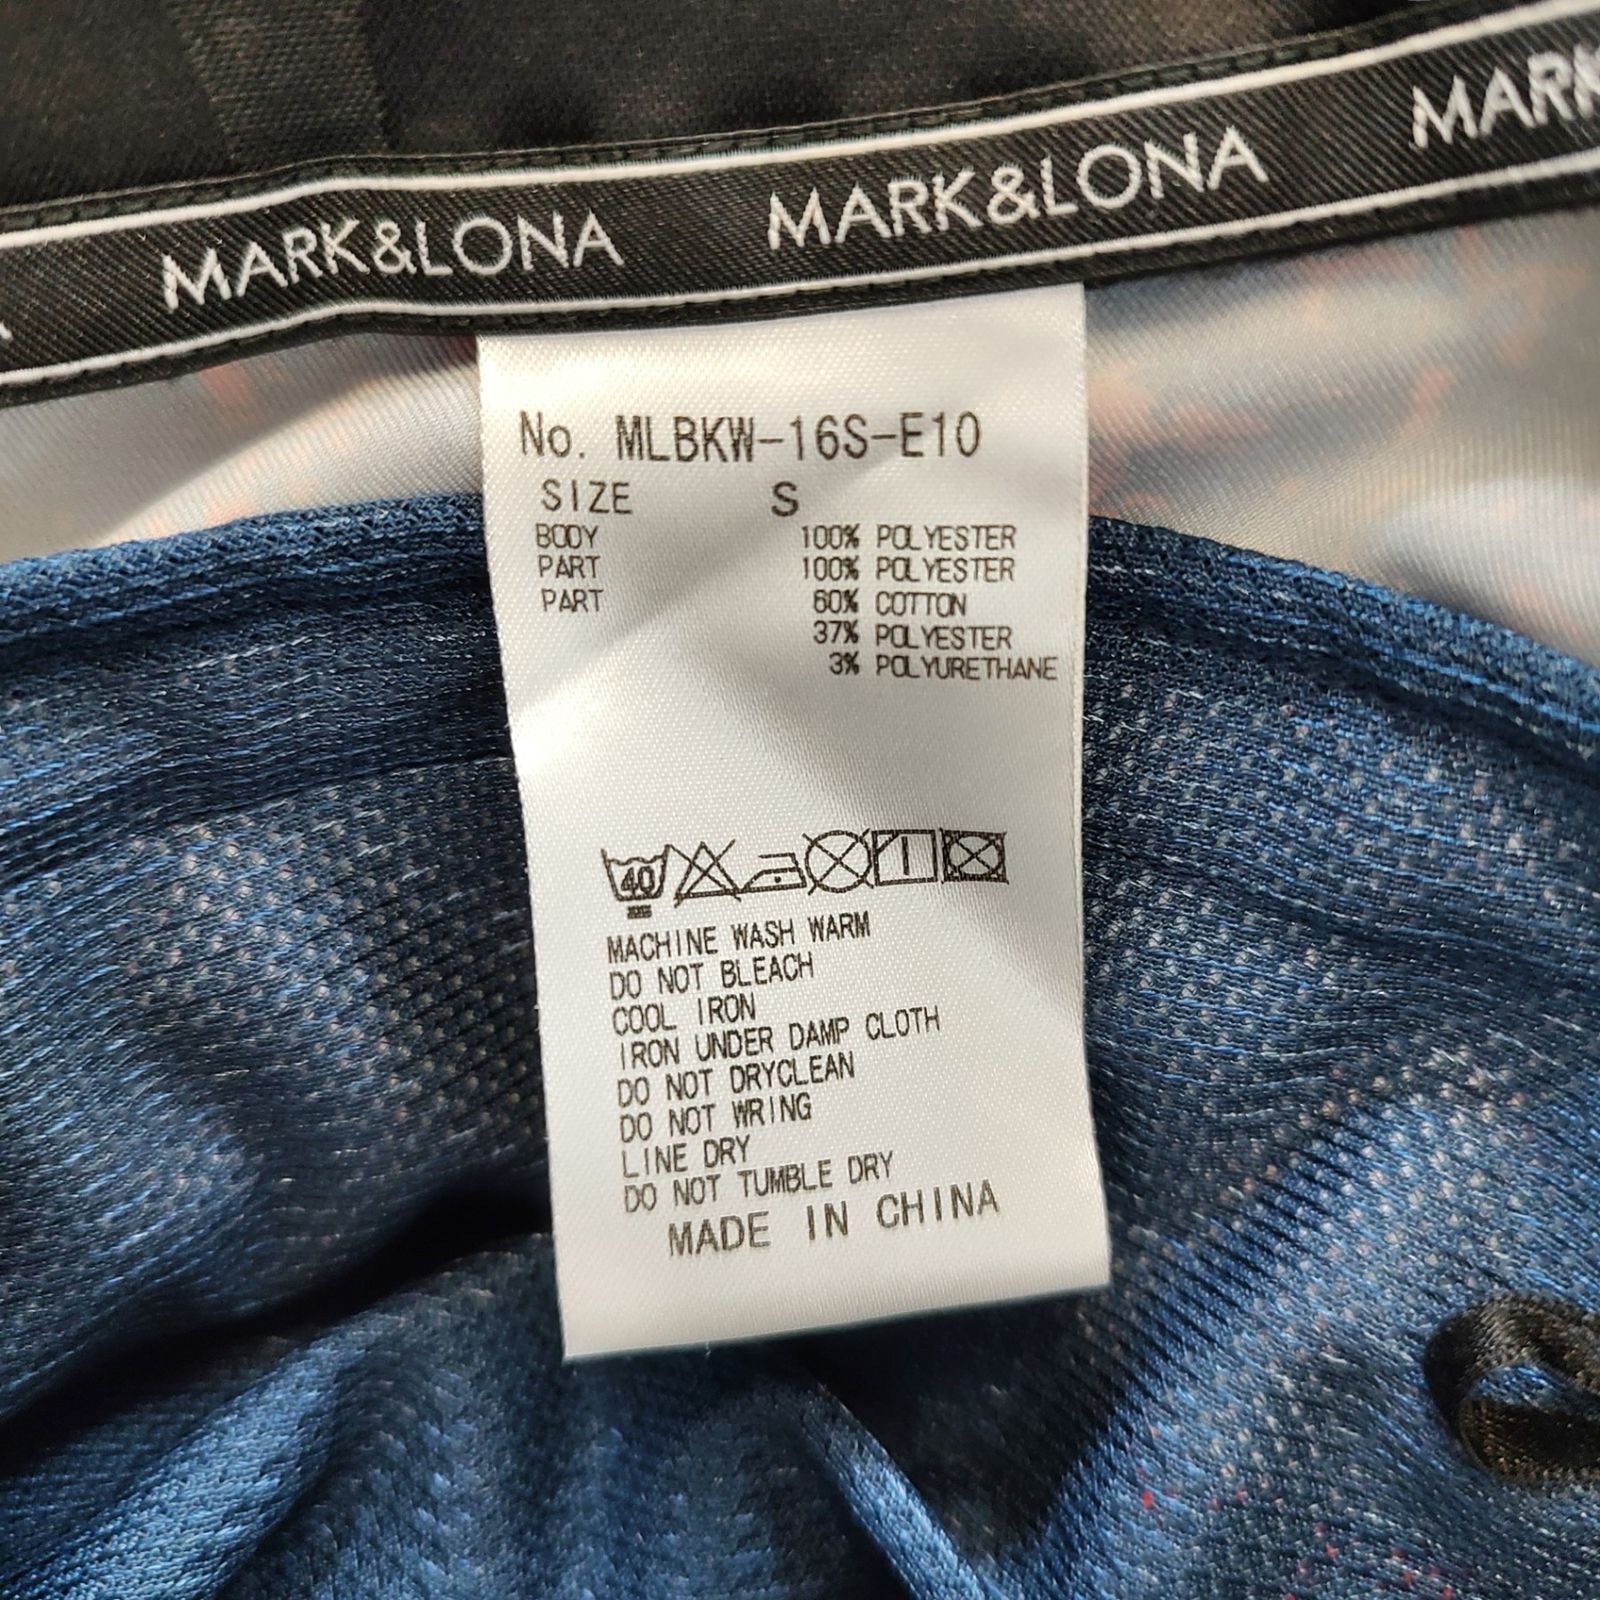 MARK&LONA MARK&LONA MARK
No. MLBKW-16S-E10
SIZE S
BODY 100% POLYESTER
PART 100% POLYESTER
PART 60% COTTON
37% POLYESTER
3% POLYURETHANE
40
MACHINE WASH WARM
DO NOT BLEACH
COOL IRON
IRON UNDER DAMP CLOTH
DO NOT DRYCLEAN
DO NOT WRING
LINE DRY
DO NOT TUMBLE DRY
MADE IN CHINA